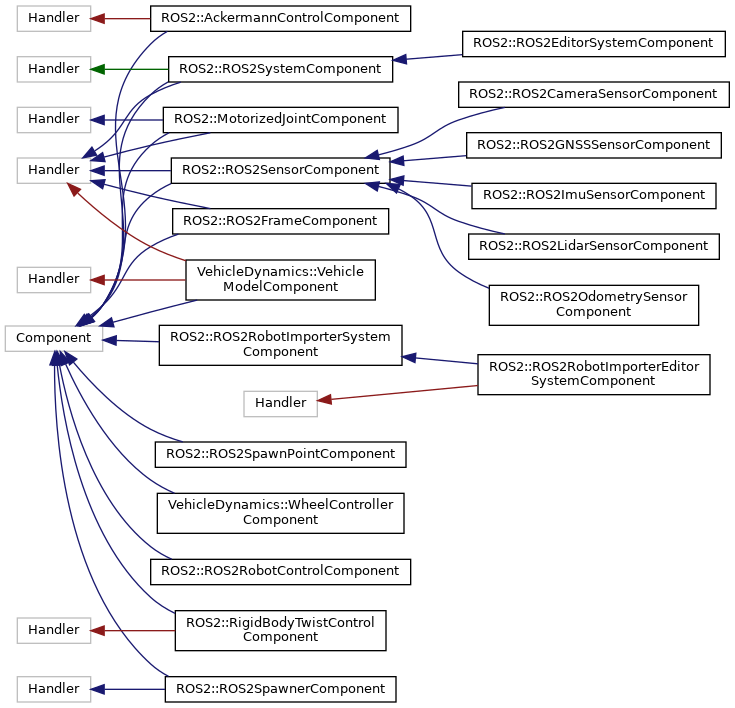 Handler
ROS2::AckermannControlComponent
ROS2::ROS2EditorSystemComponent
Handler
ROS2::ROS2SystemComponent
ROS2::ROS2CameraSensorComponent
Handler
ROS2::MotorizedJointComponent
ROS2::ROS2GNSSSensorComponent
Handler
ROS2::ROS2SensorComponent
ROS2::ROS2ImuSensorComponent
ROS2::ROS2FrameComponent
ROS2::ROS2LidarSensorComponent
Handler
VehicleDynamics::Vehicle
ModelComponent
ROS2::ROS2OdometrySensor
Component
Component
ROS2::ROS2RobotImporterSystem
Component
ROS2::ROS2RobotImporterEditor
SystemComponent
Handler
ROS2::ROS2SpawnPointComponent
VehicleDynamics::WheelController
Component
ROS2::ROS2RobotControlComponent
Handler
ROS2::RigidBodyTwistControl
Component
Handler
ROS2::ROS2SpawnerComponent